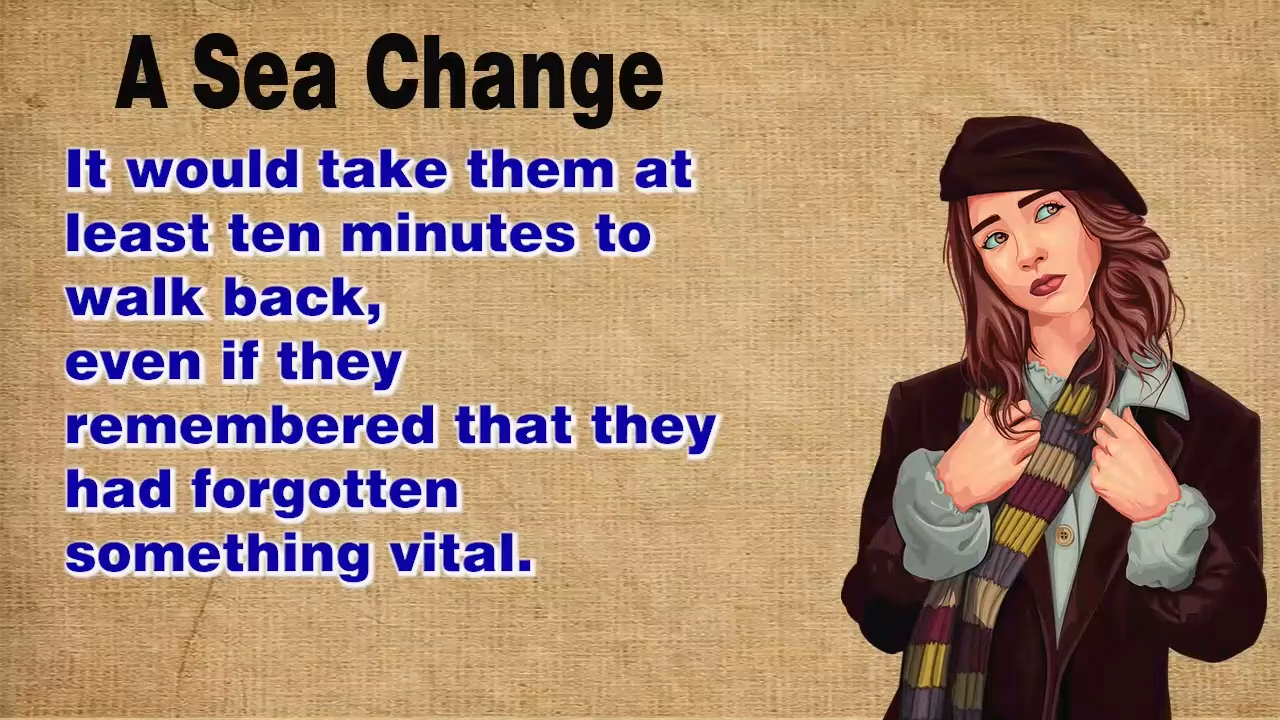 A Sea Change
It would take them at
least ten minutes to
walk back,
even if they
remembered that they
had forgotten
something vital.